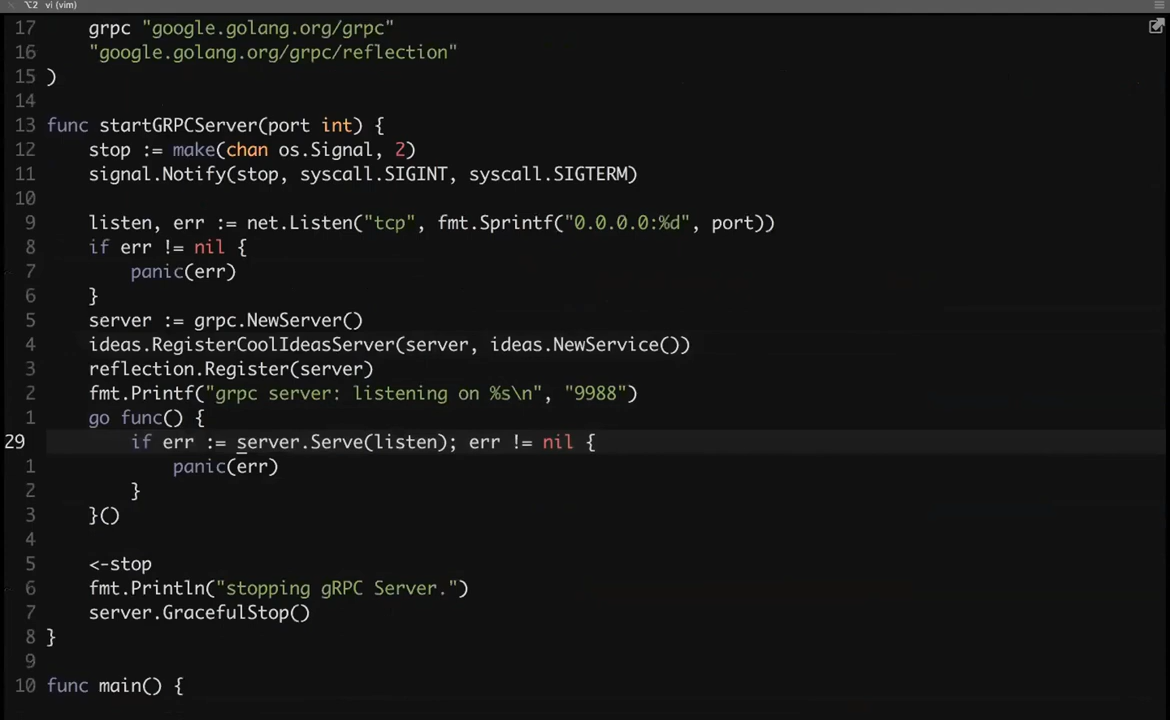 ⌥2 vi (vim)
17 grpc "google.golang.org/grpc"
16 "google.golang.org/grpc/reflection"
15 )
14
13 func startGRPCServer(port int) {
12 stop := make(chan os.Signal, 2)
11 signal.Notify(stop, syscall.SIGINT, syscall.SIGTERM)
10
9 listen, err := net.Listen("tcp", fmt.Sprintf("0.0.0.0:%d", port))
8 if err != nil {
7 panic(err)
6 }
5 server := grpc.NewServer()
4 ideas.RegisterCoolIdeasServer(server, ideas.NewService())
3 reflection.Register(server)
2 fmt.Printf("grpc server: listening on %s\n", "9988")
1 go func() {
29 if err := server.Serve(listen); err != nil {
1 panic(err)
2 }
3 }()
4
5 <-stop
6 fmt.Println("stopping gRPC Server.")
7 server.GracefulStop()
8 }
9
10 func main() {